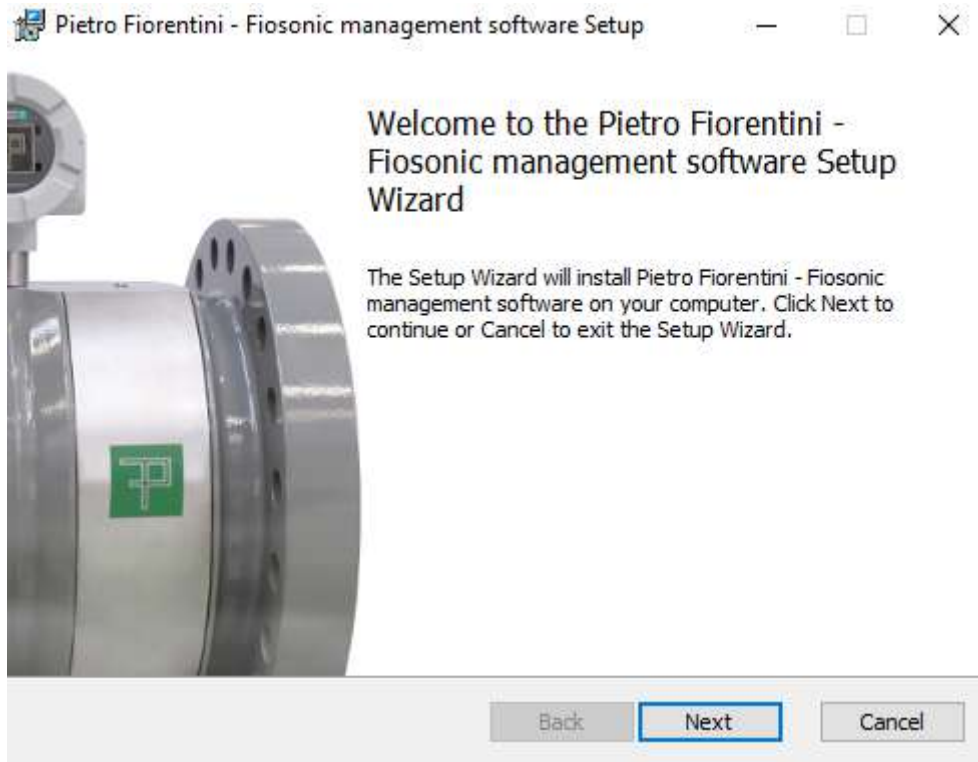 Pietro Fiorentini - Fiosonic management software Setup
Welcome to the Pietro Fiorentini -
Fiosonic management software Setup
Wizard
The Setup Wizard will install Pietro Fiorentini - Fiosonic
management software on your computer. Click Next to
continue or Cancel to exit the Setup Wizard.
Back
Next
Cancel